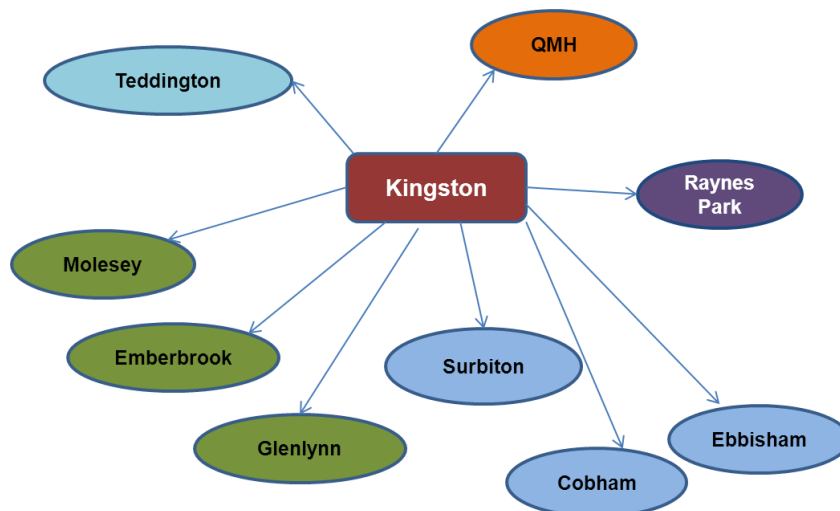 QMH
Teddington
Kingston
Raynes
Park
Molesey
Emberbrook
Surbiton
Glenlynn
Ebbisham
Cobham